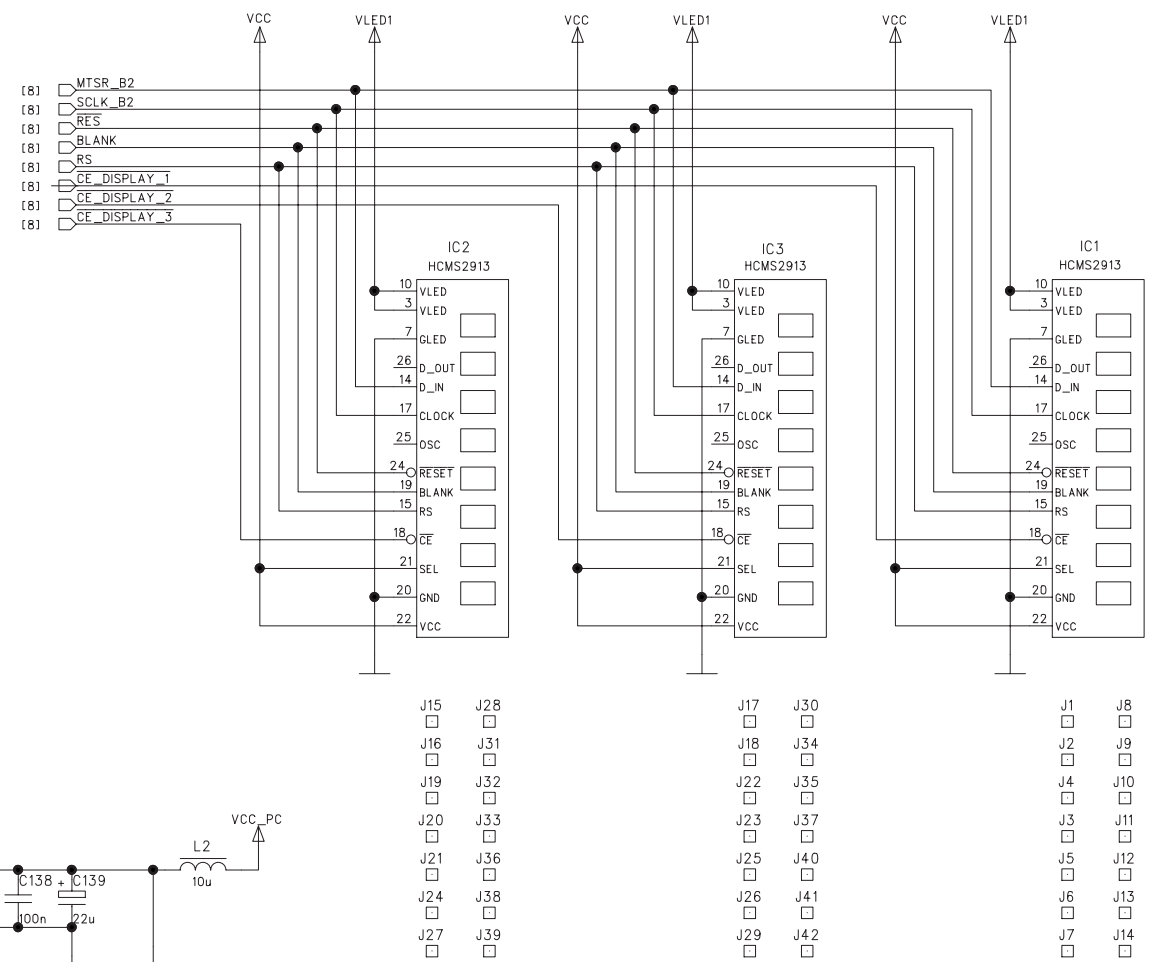 VCC VLED1 VCC VLED1 VCC VLED1
[8] MTSR_B2
[8] SCLK_B2
[8] RES
[8] BLANK
[8] RS
[8] CE_DISPLAY_1
[8] CE_DISPLAY_2
[8] CE_DISPLAY_3
IC2
HCMS2913
10 VLED
3 VLED
7 GLED
26 D_OUT
14 D_IN
17 CLOCK
25 OSC
24 RESET
19 BLANK
15 RS
18 CE
21 SEL
20 GND
22 VCC
IC3
HCMS2913
10 VLED
3 VLED
7 GLED
26 D_OUT
14 D_IN
17 CLOCK
25 OSC
24 RESET
19 BLANK
15 RS
18 CE
21 SEL
20 GND
22 VCC
IC1
HCMS2913
10 VLED
3 VLED
7 GLED
26 D_OUT
14 D_IN
17 CLOCK
25 OSC
24 RESET
19 BLANK
15 RS
18 CE
21 SEL
20 GND
22 VCC
J15 J28 J17 J30 J1 J8
J16 J31 J18 J34 J2 J9
J19 J32 J22 J35 J4 J10
J20 J33 J23 J37 J3 J11
J21 J36 J25 J40 J5 J12
J24 J38 J26 J41 J6 J13
J27 J39 J29 J42 J7 J14
VCC_PC
L2
10u
C138 + C139
100n 22u